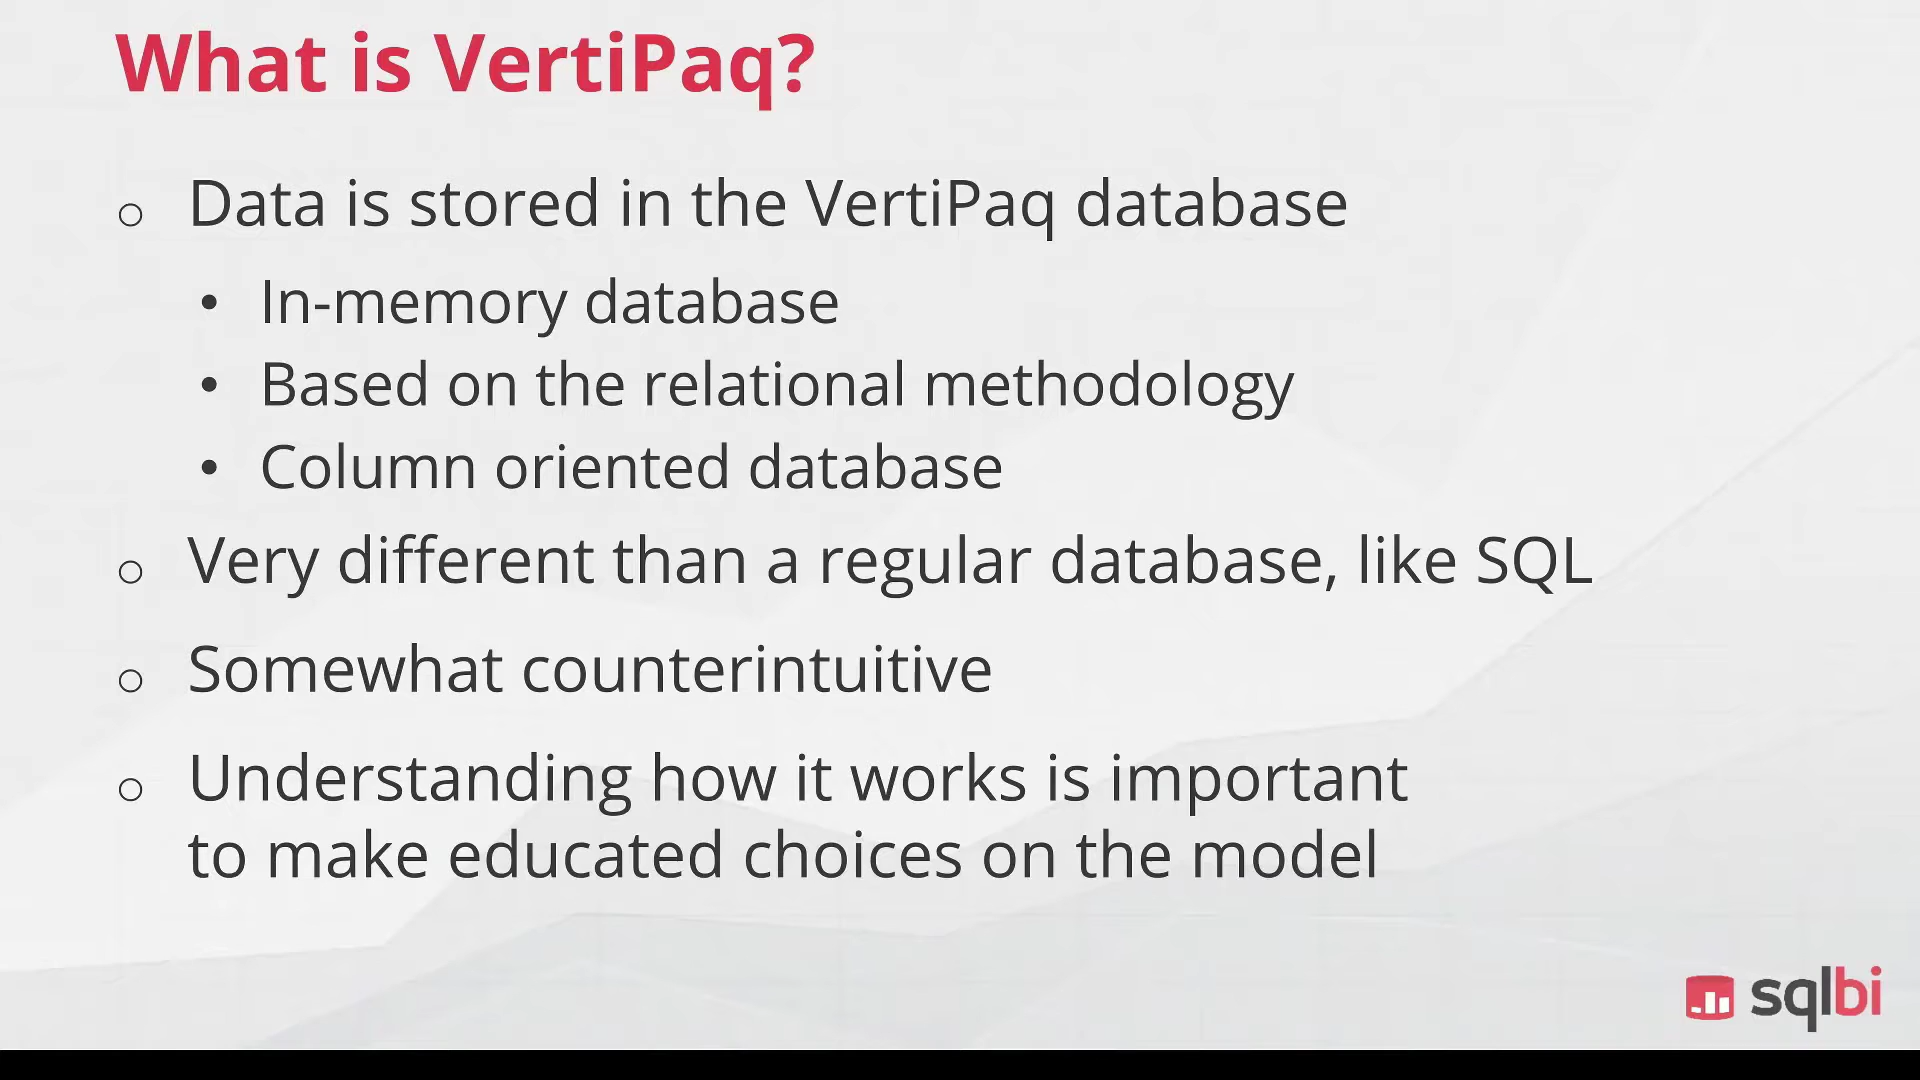 What is VertiPaq?
Data is stored in the VertiPaq database
In-memory database
Based on the relational methodology
Column oriented database
Very different than a regular database, like SQL
Somewhat counterintuitive
Understanding how it works is important
to make educated choices on the model
sqlbi